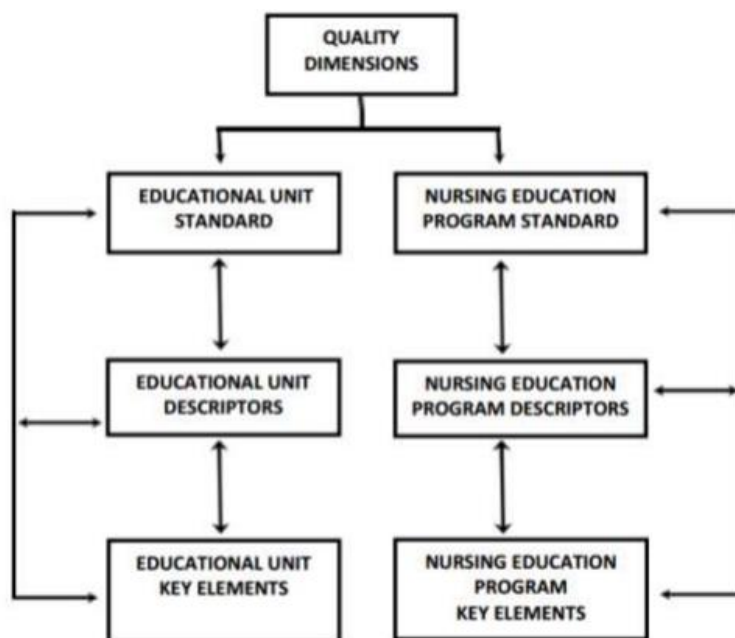 QUALITY
DIMENSIONS
EDUCATIONAL UNIT
STANDARD
NURSING EDUCATION
PROGRAM STANDARD
EDUCATIONAL UNIT
DESCRIPTORS
NURSING EDUCATION
PROGRAM DESCRIPTORS
EDUCATIONAL UNIT
KEY ELEMENTS
NURSING EDUCATION
PROGRAM
KEY ELEMENTS